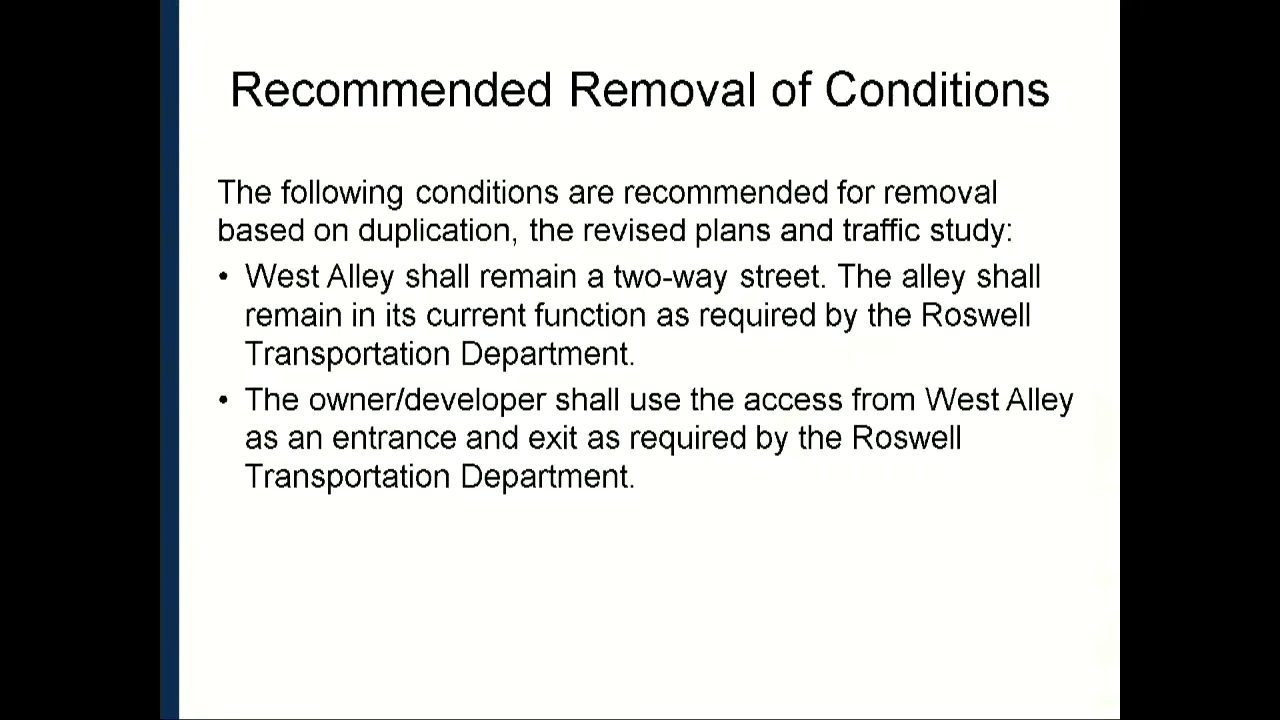 Recommended Removal of Conditions
The following conditions are recommended for removal
based on duplication, the revised plans and traffic study:
• West Alley shall remain a two-way street. The alley shall
remain in its current function as required by the Roswell
Transportation Department.
• The owner/developer shall use the access from West Alley
as an entrance and exit as required by the Roswell
Transportation Department.